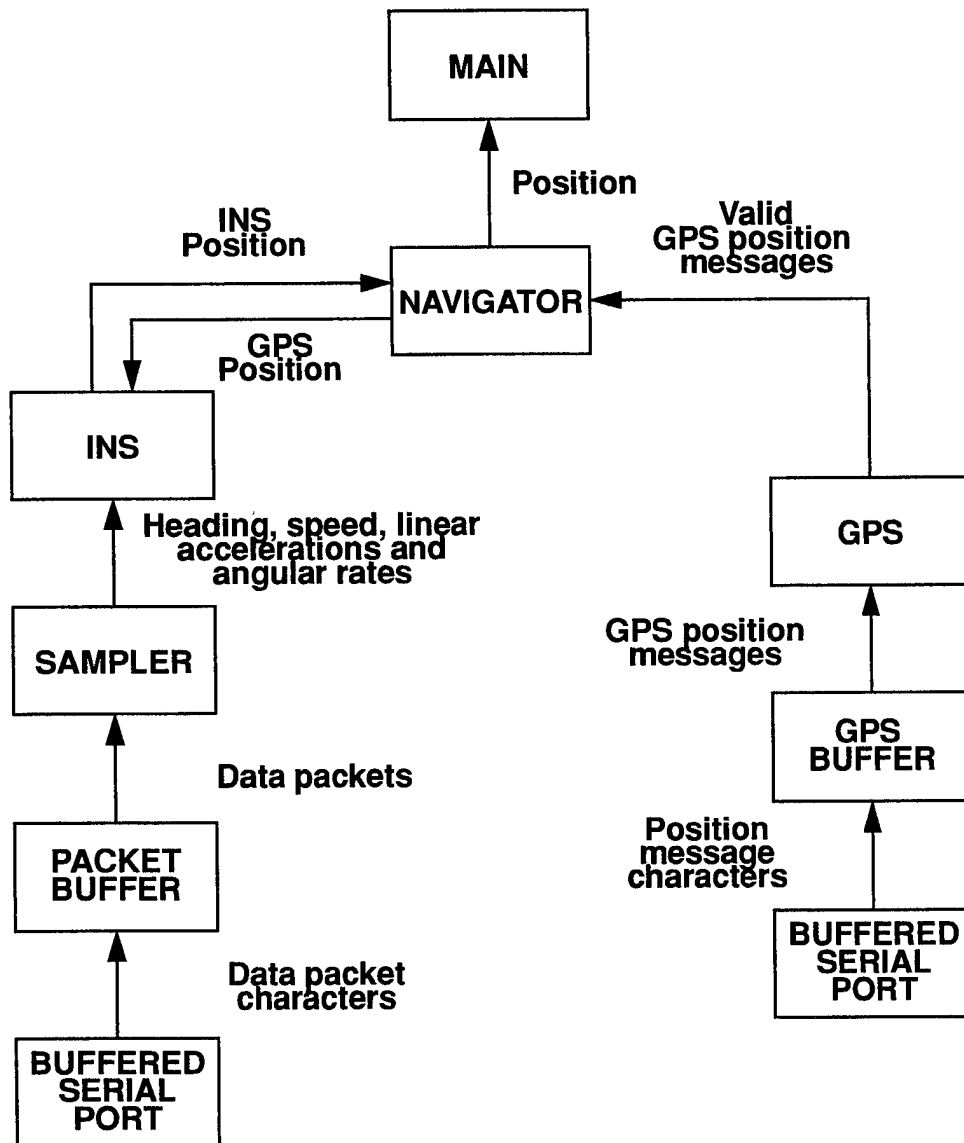 MAIN
Position
INS
Position
Valid
GPS position
messages
NAVIGATOR
GPS
Position
INS
GPS
Heading, speed, linear
accelerations and
angular rates
SAMPLER
GPS position
messages
GPS
BUFFER
Data packets
PACKET
BUFFER
Position
message
characters
BUFFERED
SERIAL
PORT
Data packet
characters
BUFFERED
SERIAL
PORT